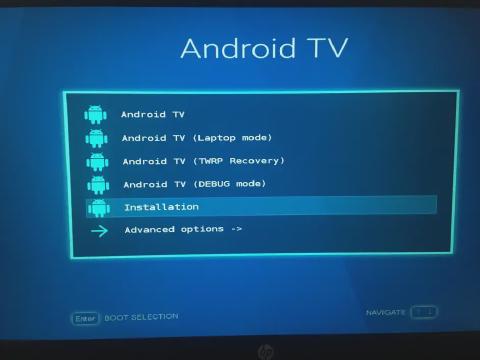 Android TV
Android TV
Android TV (Laptop mode)
Android TV (TWRP Recovery)
Android TV (DEBUG mode)
Installation
Advanced options ->
Enter BOOT SELECTION
NAVIGATE ↑ ↓
hp